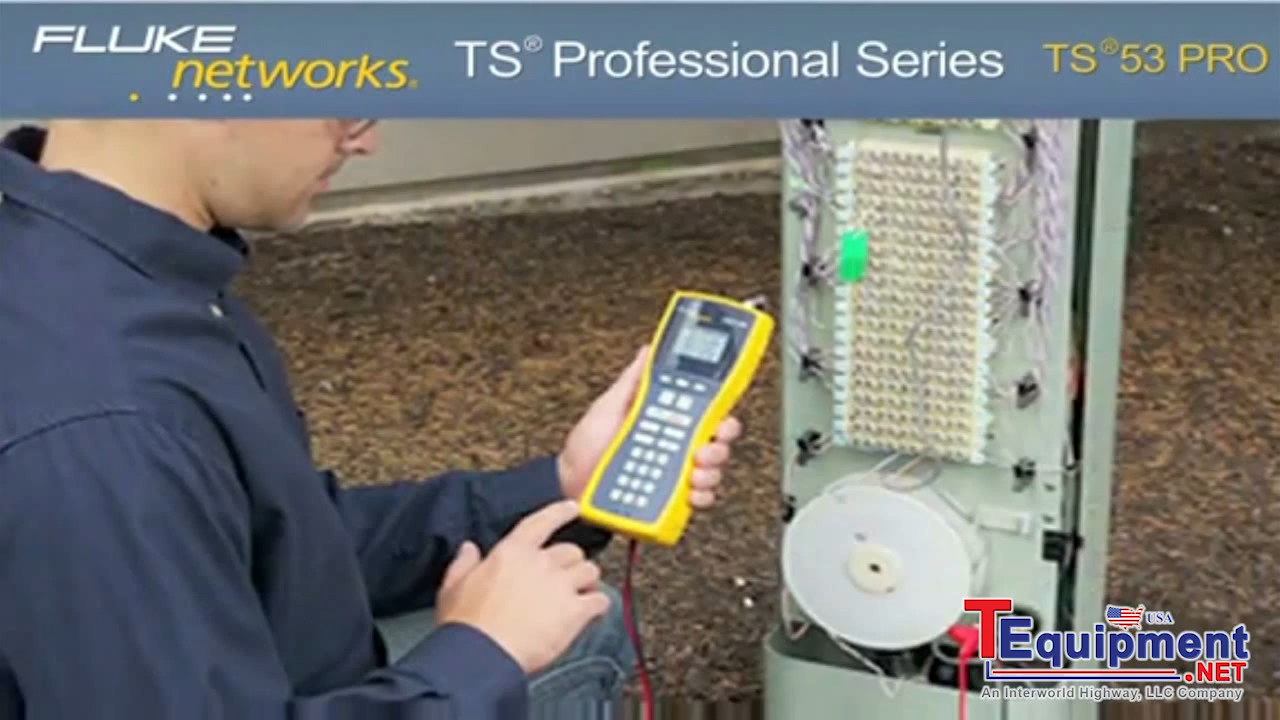 FLUKE networks®
TS® Professional Series
TS®53 PRO
TEquipment.NET
USA
An Interworld Highway, LLC Company